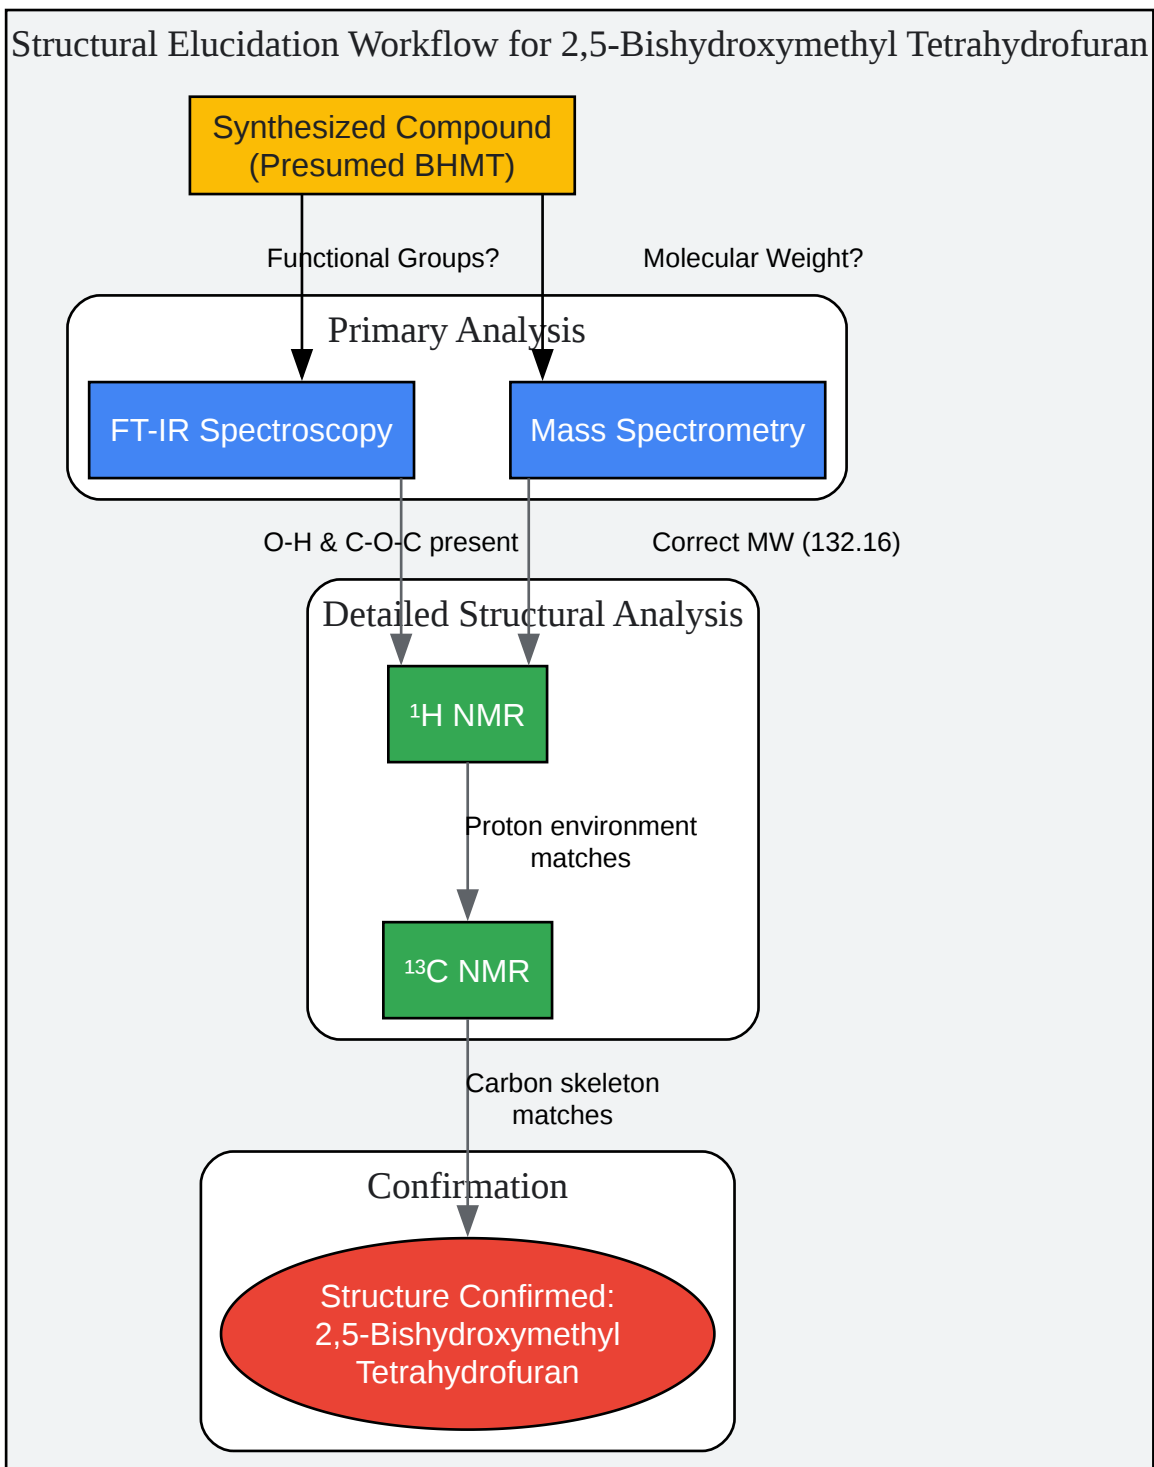 Structural Elucidation Workflow for 2,5-Bishydroxymethyl Tetrahydrofuran
Synthesized Compound
(Presumed BHMT)
Functional Groups?
Molecular Weight?
Primary Analysis
FT-IR Spectroscopy
Mass Spectrometry
O-H & C-O-C present
Correct MW (132.16)
Detailed Structural Analysis
¹H NMR
Proton environment
matches
¹³C NMR
Carbon skeleton
matches
Confirmation
Structure Confirmed:
2,5-Bishydroxymethyl
Tetrahydrofuran